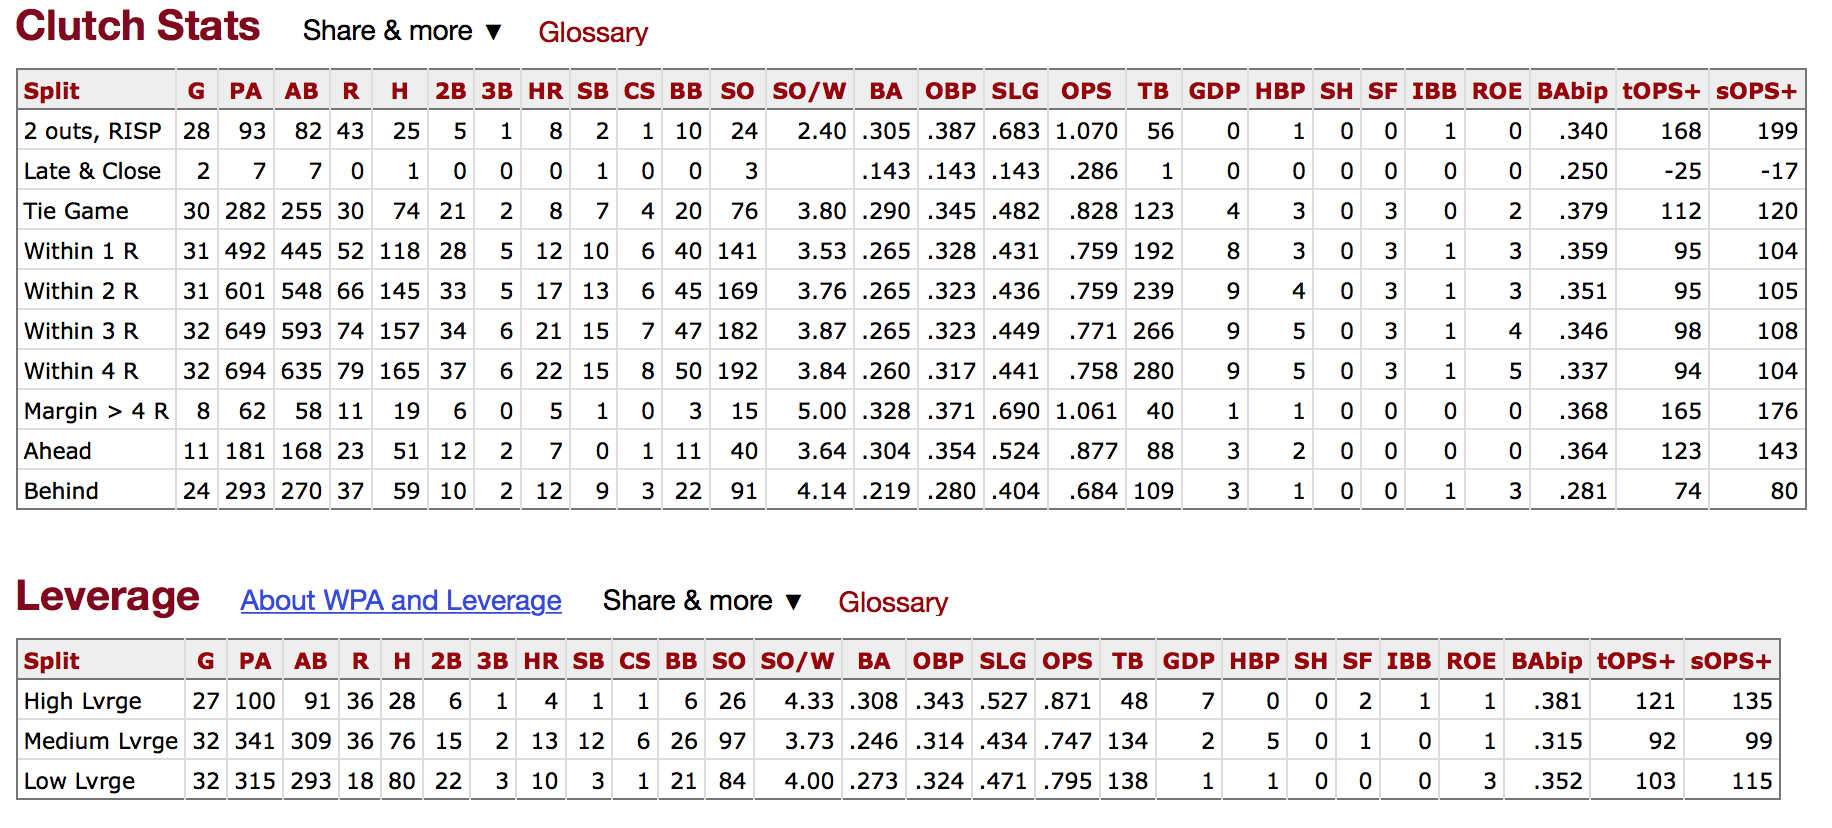 Clutch Stats Share & more ▼ Glossary
Split G PA AB R H 2B 3B HR SB CS BB SO SO/W BA OBP SLG OPS TB GDP HBP SH SF IBB ROE BAbip tOPS+ sOPS+
2 outs, RISP 28 93 82 43 25 5 1 8 2 1 10 24 2.40 .305 .387 .683 1.070 56 0 1 0 0 1 0 .340 168 199
Late & Close 2 7 7 0 1 0 0 0 1 0 0 3 .143 .143 .143 .286 1 0 0 0 0 0 0 .250 -25 -17
Tie Game 30 282 255 30 74 21 2 8 7 4 20 76 3.80 .290 .345 .482 .828 123 4 3 0 3 0 2 .379 112 120
Within 1 R 31 492 445 52 118 28 5 12 10 6 40 141 3.53 .265 .328 .431 .759 192 8 3 0 3 1 3 .359 95 104
Within 2 R 31 601 548 66 145 33 5 17 13 6 45 169 3.76 .265 .323 .436 .759 239 9 4 0 3 1 3 .351 95 105
Within 3 R 32 649 593 74 157 34 6 21 15 7 47 182 3.87 .265 .323 .449 .771 266 9 5 0 3 1 4 .346 98 108
Within 4 R 32 694 635 79 165 37 6 22 15 8 50 192 3.84 .260 .317 .441 .758 280 9 5 0 3 1 5 .337 94 104
Margin > 4 R 8 62 58 11 19 6 0 5 1 0 3 15 5.00 .328 .371 .690 1.061 40 1 1 0 0 0 0 .368 165 176
Ahead 11 181 168 23 51 12 2 7 0 1 11 40 3.64 .304 .354 .524 .877 88 3 2 0 0 0 0 .364 123 143
Behind 24 293 270 37 59 10 2 12 9 3 22 91 4.14 .219 .280 .404 .684 109 3 1 0 0 1 3 .281 74 80
Leverage About WPA and Leverage Share & more ▼ Glossary
Split G PA AB R H 2B 3B HR SB CS BB SO SO/W BA OBP SLG OPS TB GDP HBP SH SF IBB ROE BAbip tOPS+ sOPS+
High Lvrge 27 100 91 36 28 6 1 4 1 1 6 26 4.33 .308 .343 .527 .871 48 7 0 0 2 1 1 .381 121 135
Medium Lvrge 32 341 309 36 76 15 2 13 12 6 26 97 3.73 .246 .314 .434 .747 134 2 5 0 1 0 1 .315 92 99
Low Lvrge 32 315 293 18 80 22 3 10 3 1 21 84 4.00 .273 .324 .471 .795 138 1 1 0 0 0 3 .352 103 115